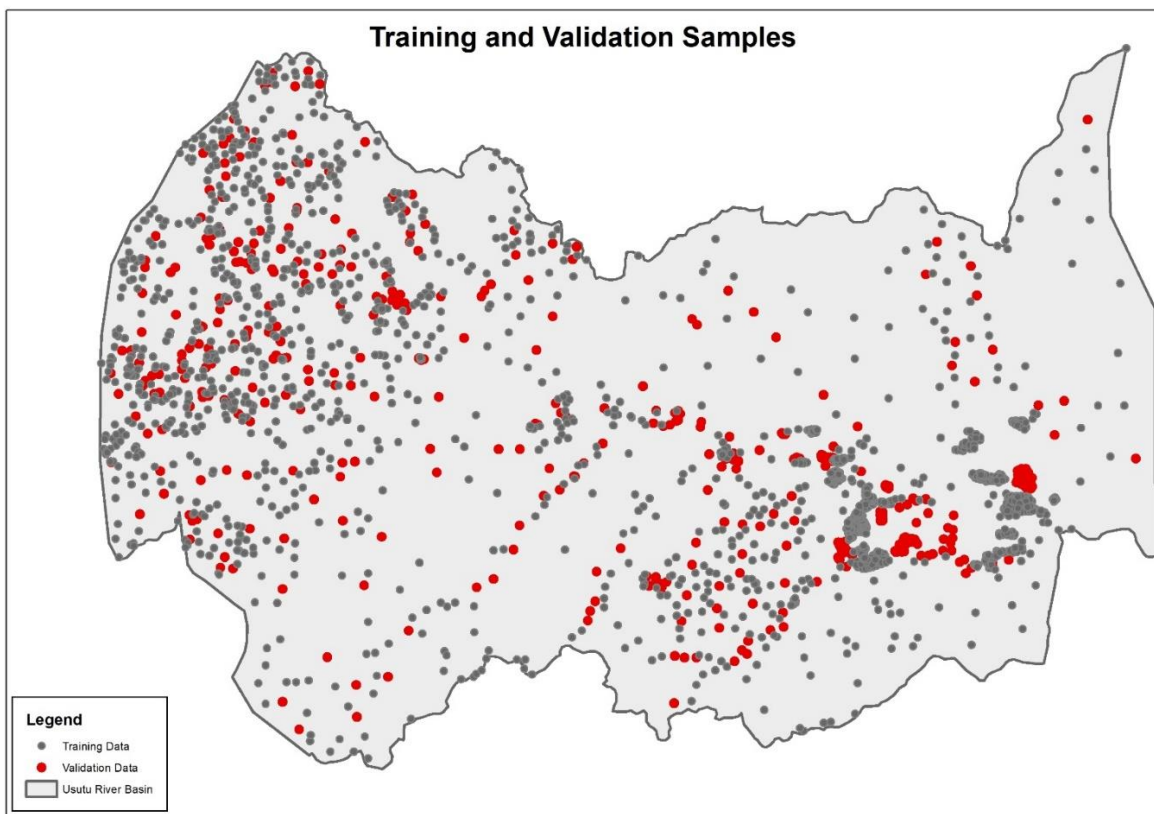 Training and Validation Samples
Legend
Training Data
Validation Data
Usutu River Basin